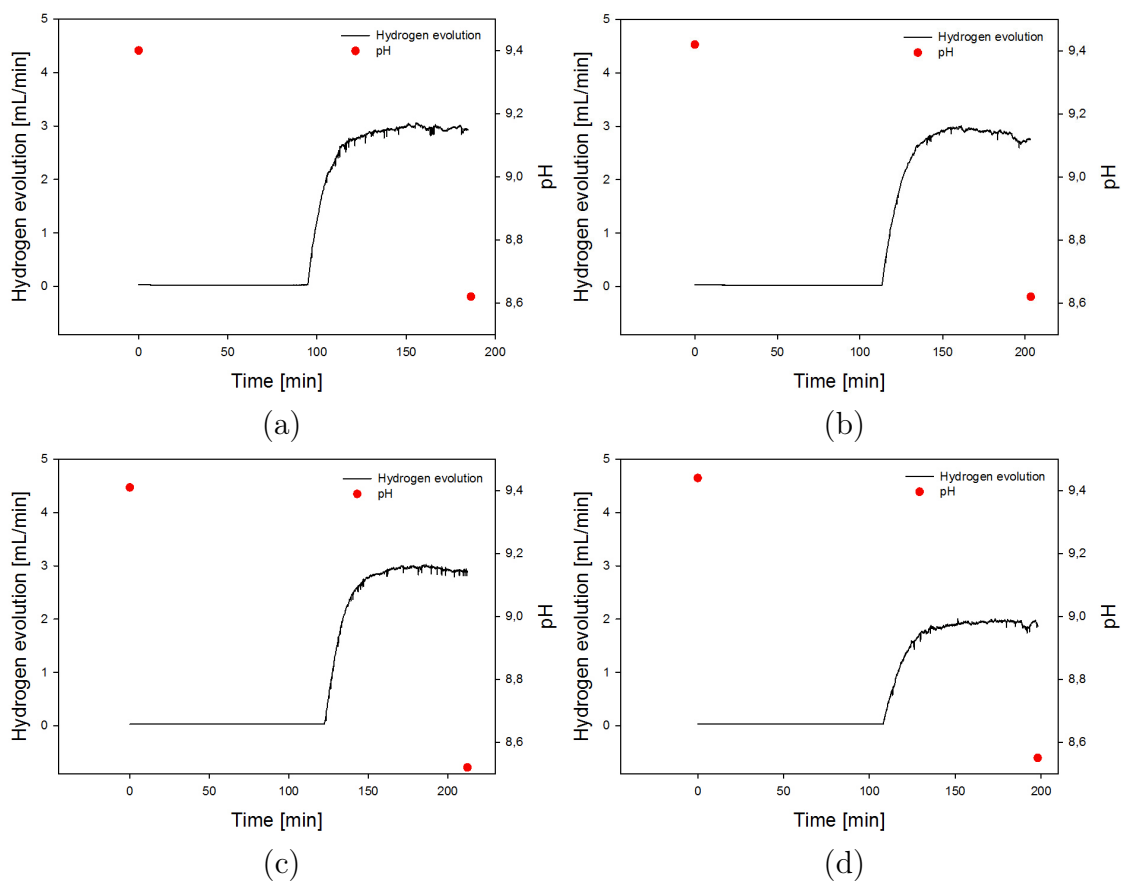 Hydrogen evolution [mL/min]
5
4
3
2
1
0
Hydrogen evolution
pH
9,4
9,2
9,0
8,8
8,6
pH
0 50 100 150 200
Time [min]
(a)
Hydrogen evolution [mL/min]
5
4
3
2
1
0
Hydrogen evolution
pH
9,4
9,2
9,0
8,8
8,6
pH
0 50 100 150 200
Time [min]
(b)
Hydrogen evolution [mL/min]
5
4
3
2
1
0
Hydrogen evolution
pH
9,4
9,2
9,0
8,8
8,6
pH
0 50 100 150 200
Time [min]
(c)
Hydrogen evolution [mL/min]
5
4
3
2
1
0
Hydrogen evolution
pH
9,4
9,2
9,0
8,8
8,6
pH
0 50 100 150 200
Time [min]
(d)